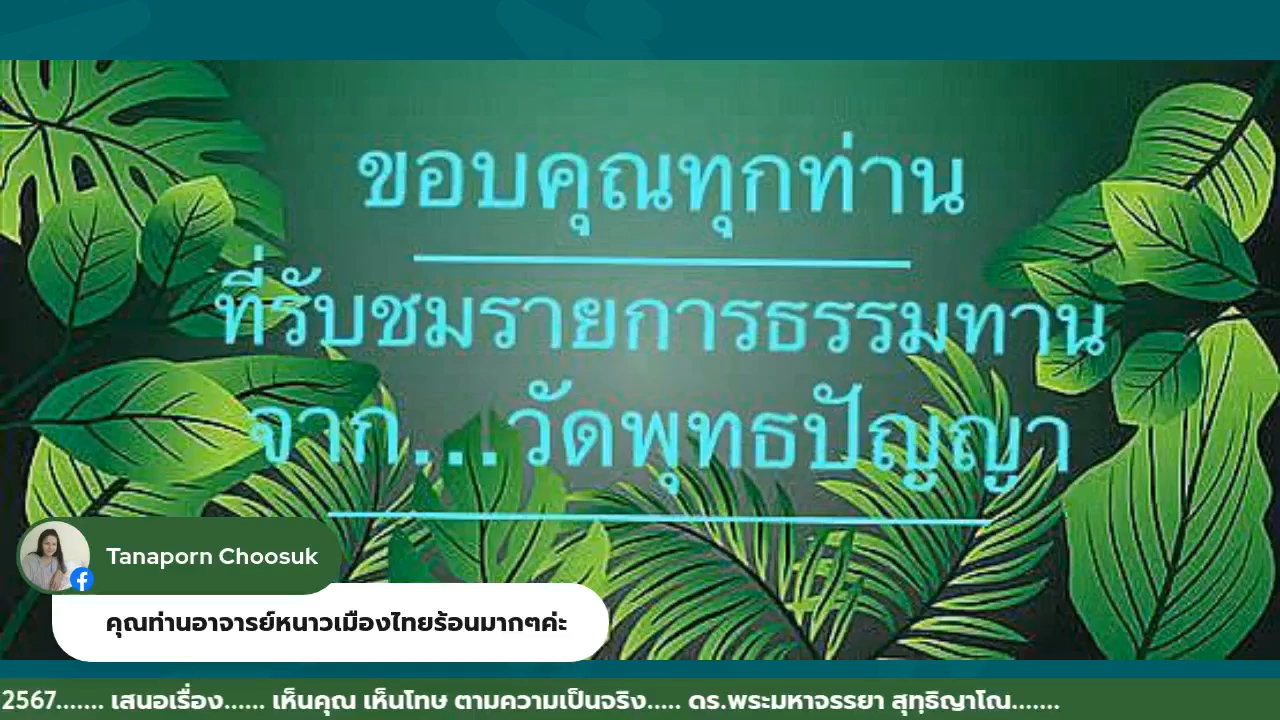 ขอบคุณทุกท่าน
ที่รับชมรายการธรรมทาน
จาก...วัดพุทธปัญญา
Tanaporn Choosuk
คุณท่านอาจารย์หนาวเมืองไทยร้อนมากๆค่ะ
2567....... เสนอเรื่อง...... เห็นคุณ เห็นโทษ ตามความเป็นจริง..... ดร.พระมหาจรรยา สุทฺธิญาโณ.......